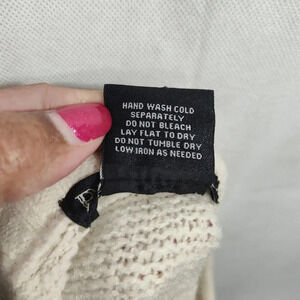 HAND WASH COLD
SEPARATELY
DO NOT BLEACH
LAY FLAT TO DRY
DO NOT TUMBLE DRY
LOW IRON AS NEEDED